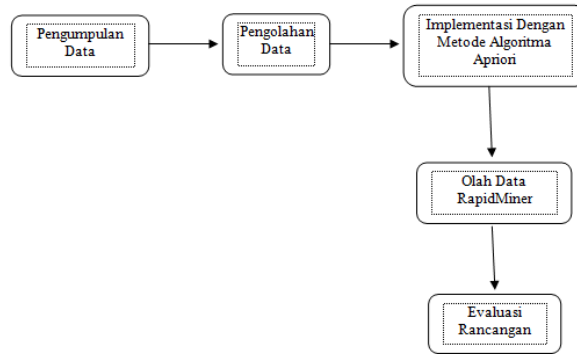 Pengumpulan
Data
Pengolahan
Data
Implementasi Dengan
Metode Algoritma
Apriori
Olah Data
RapidMiner
Evaluasi
Rancangan